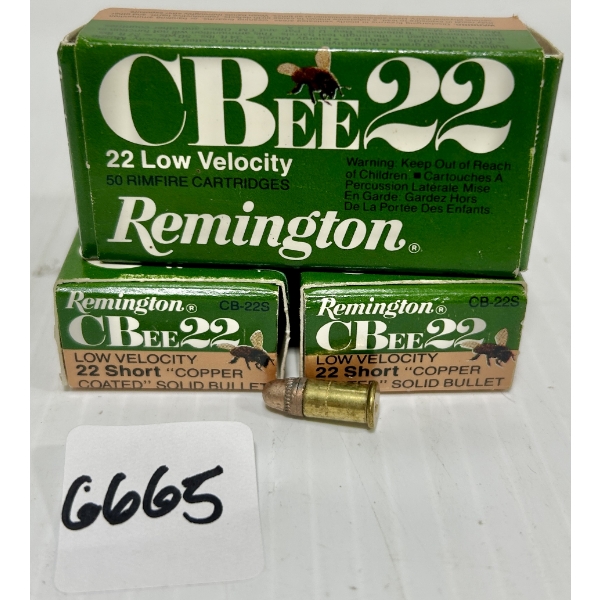 CBEE22
22 Low Velocity
50 RIMFIRE CARTRIDGES
Warning: Keep Out of Reach
of Children. ■ Cartouches À
Percussion Laterale Mise
En Garde: Gardez Hors
De La Portée Des Enfants.
Remington®
Remington® CB-22S
CBEE22
LOW VELOCITY
22 Short "COPPER
COATED" SOLID BULLET
Remington® CB-22S
CBEE22
LOW VELOCITY
22 Short "COPPER
SOLID BULLET
6665